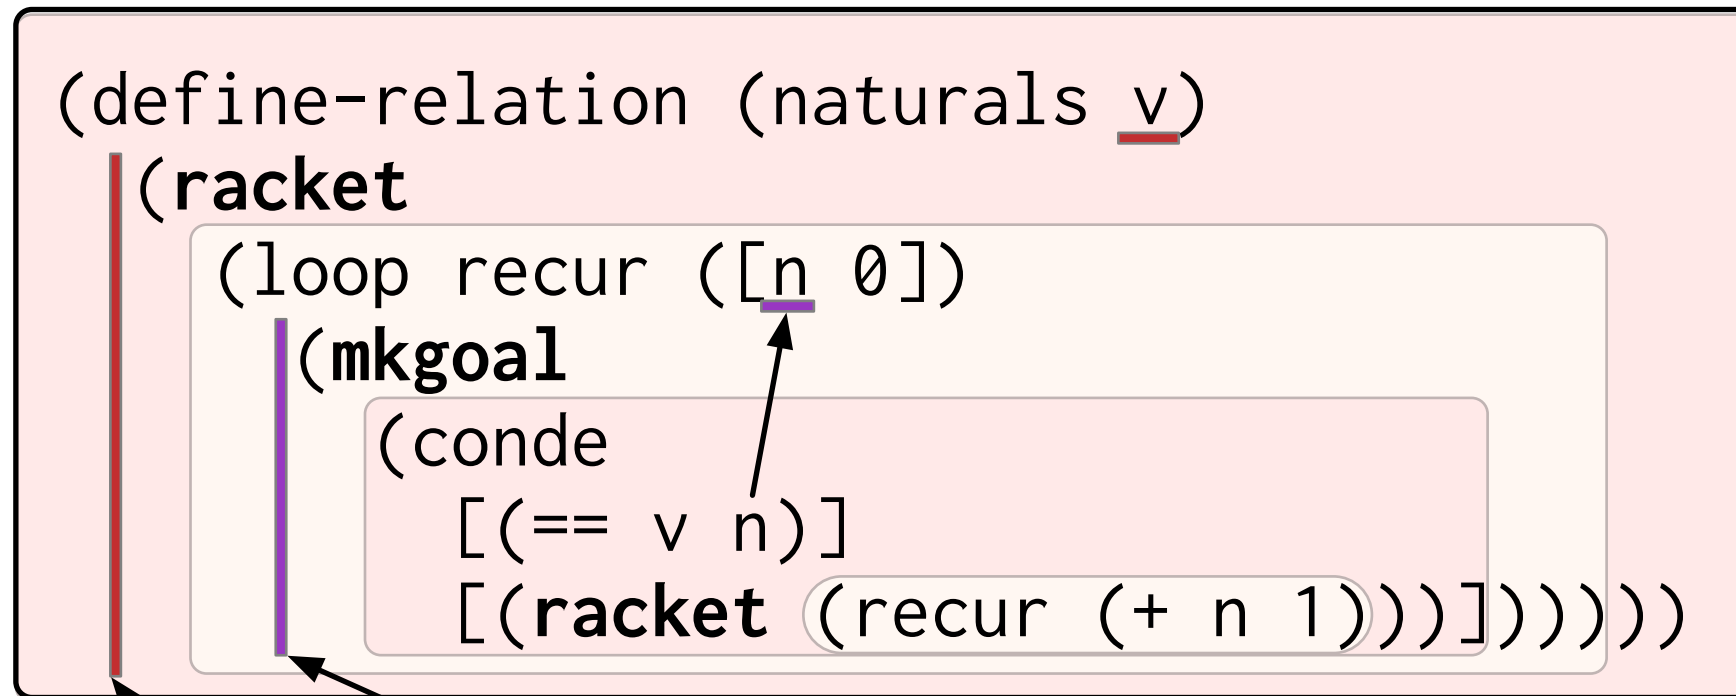 (define-relation (naturals v)
(racket
(loop recur ([n 0])
(mkgoal
(conde
[(== v n)]
[(racket (recur (+ n 1)))])))))